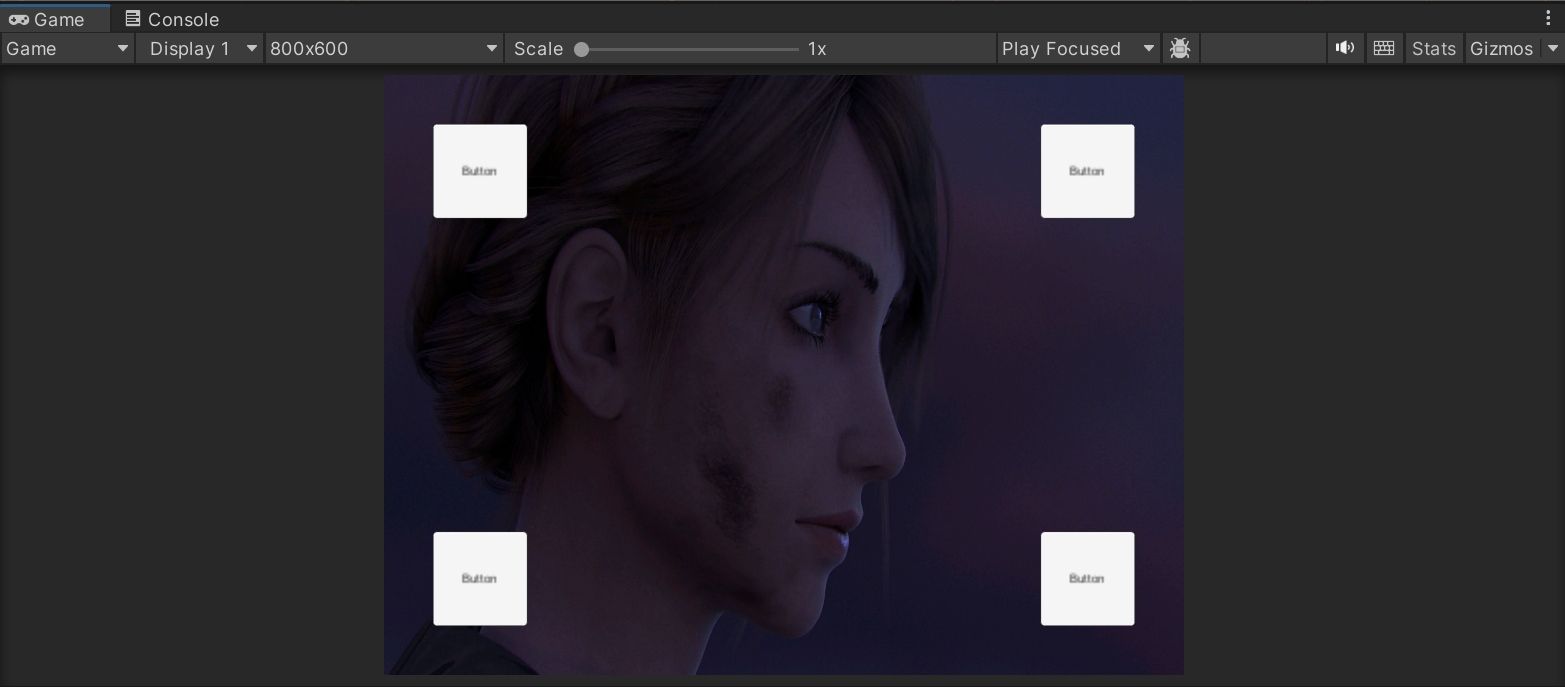 Game Console
Game Display 1 800x600 Scale 1x Play Focused Stats Gizmos
Button Button
Button Button